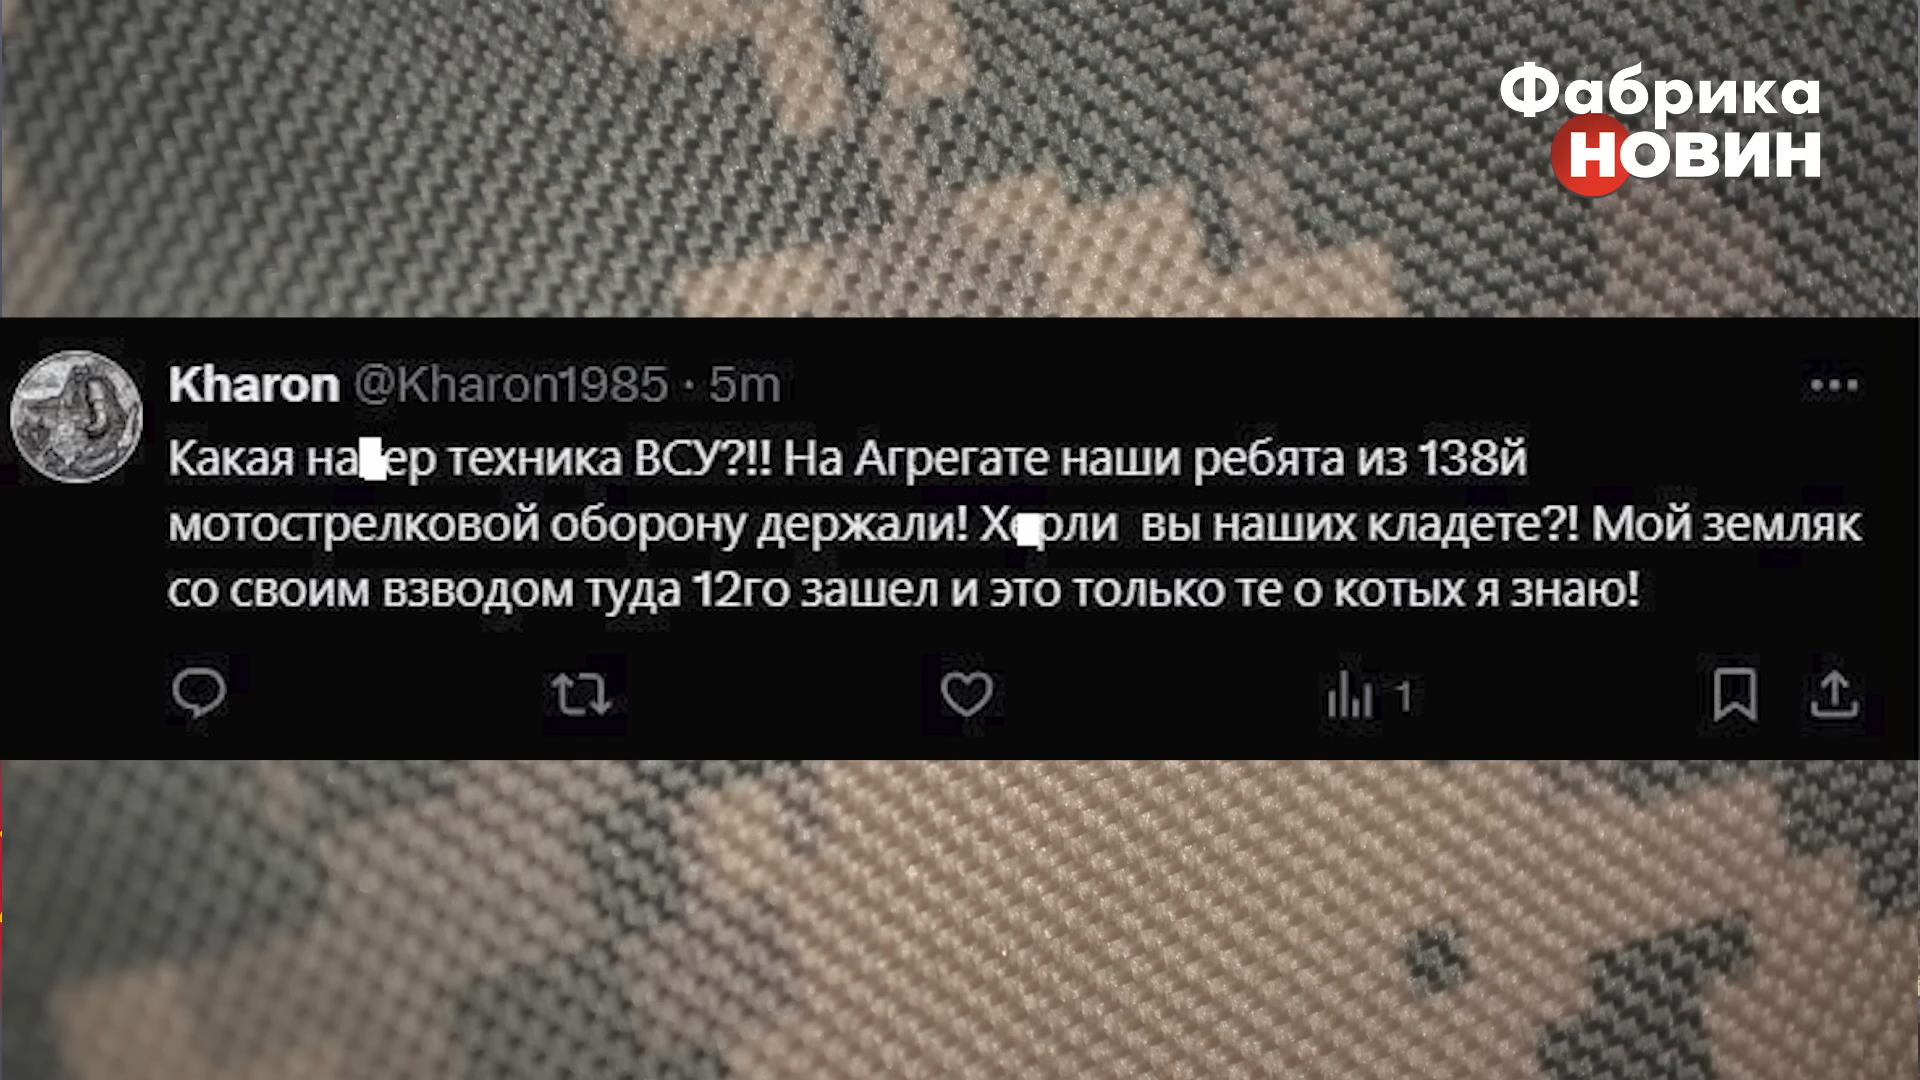 Фабрика
новин
Kharon @Kharon1985 · 5m
Какая на ер техника ВСУ?!! На Агрегате наши ребята из 138й
мотострелковой оборону держали! Хе рли вы наших кладете?! Мой земляк
со своим взводом туда 12го зашел и это только те о котых я знаю!
1